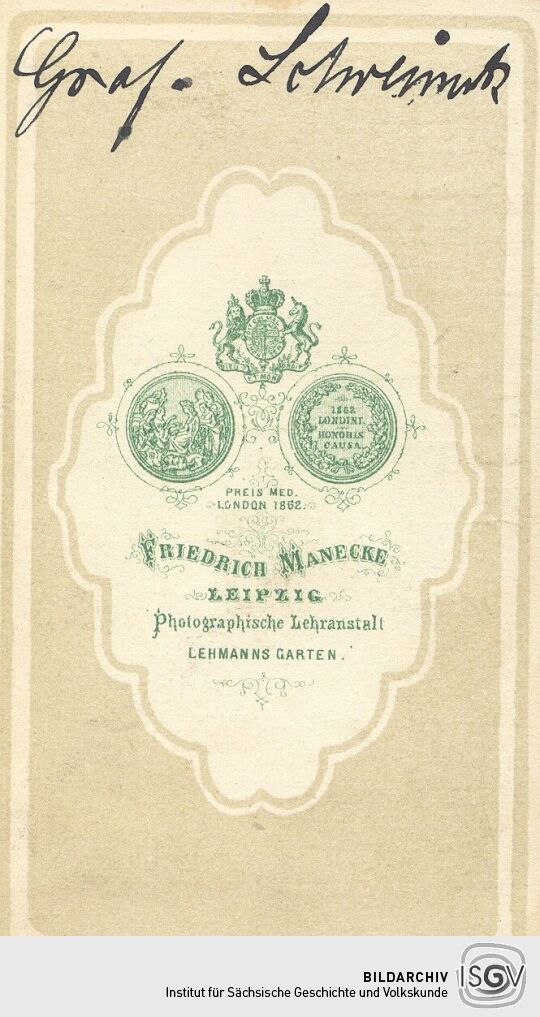 Graf.
1862
LONDINI
HONORIS
CAUSA
PREIS MED.
LONDON 1862.
FRIEDRICH MANECKE
LEIPZIG
Photographische Lehranstalt
LEHMANNS GARTEN.
BILDARCHIV
Institut für Sächsische Geschichte und Volkskunde
ISGV